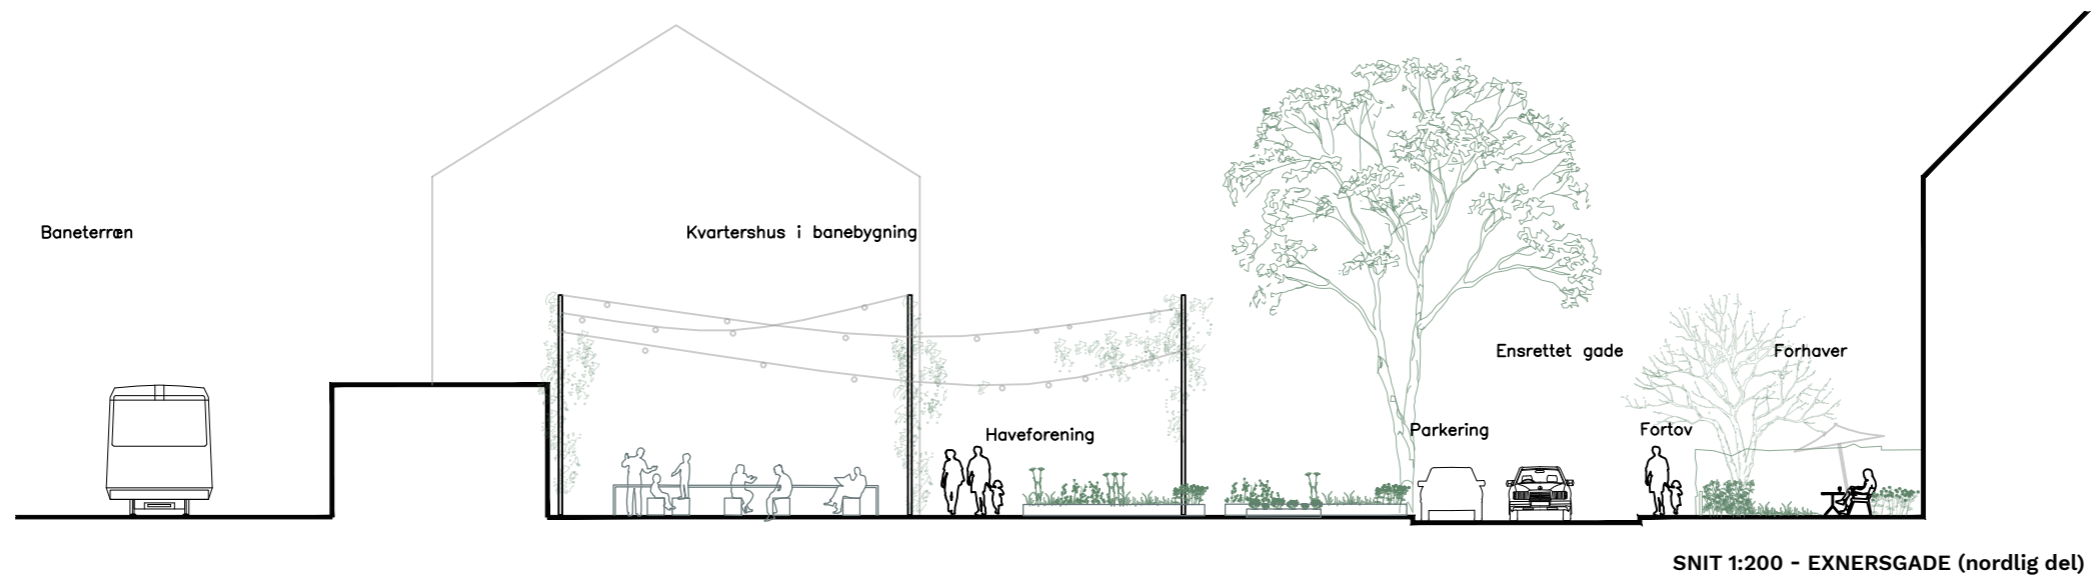 Baneterræn
Kvartershus i banebygning
Ensrettet gade
Forhaver
Haveforening
Parkering
Fortov
SNIT 1:200 - EXNERSGADE (nordlig del)